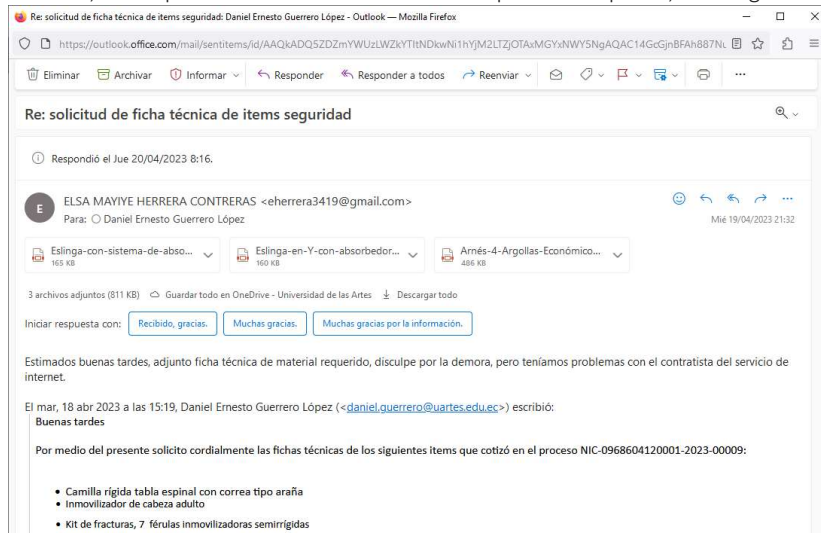 Re: solicitud de ficha técnica de items seguridad: Daniel Ernesto Guerrero López - Outlook — Mozilla Firefox
Eliminar Archivar Informar Responder Responder a todos Reenviar
Re: solicitud de ficha técnica de items seguridad
Respondió el Jue 20/04/2023 8:16.
E
ELSA MAYIYE HERRERA CONTRERAS <eherrera3419@gmail.com>
Para: Daniel Ernesto Guerrero López
Mié 19/04/2023 21:32
Eslinga-con-sistema-de-abso...
165 KB
Eslinga-en-Y-con-absorbedor...
160 KB
Arnés-4-Argollas-Económico...
486 KB
3 archivos adjuntos (811 KB) Guardar todo en OneDrive - Universidad de las Artes Descargar todo
Iniciar respuesta con: Recibido, gracias. Muchas gracias. Muchas gracias por la información.
Estimados buenas tardes, adjunto ficha técnica de material requerido, disculpe por la demora, pero teníamos problemas con el contratista del servicio de
internet.
El mar, 18 abr 2023 a las 15:19, Daniel Ernesto Guerrero López (<daniel.guerrero@uartes.edu.ec>) escribió:
Buenas tardes
Por medio del presente solicito cordialmente las fichas técnicas de los siguientes items que cotizó en el proceso NIC-0968604120001-2023-00009:
• Camilla rígida tabla espinal con correa tipo araña
• Inmovilizador de cabeza adulto
• Kit de fracturas, 7 férulas inmovilizadoras semirrígidas